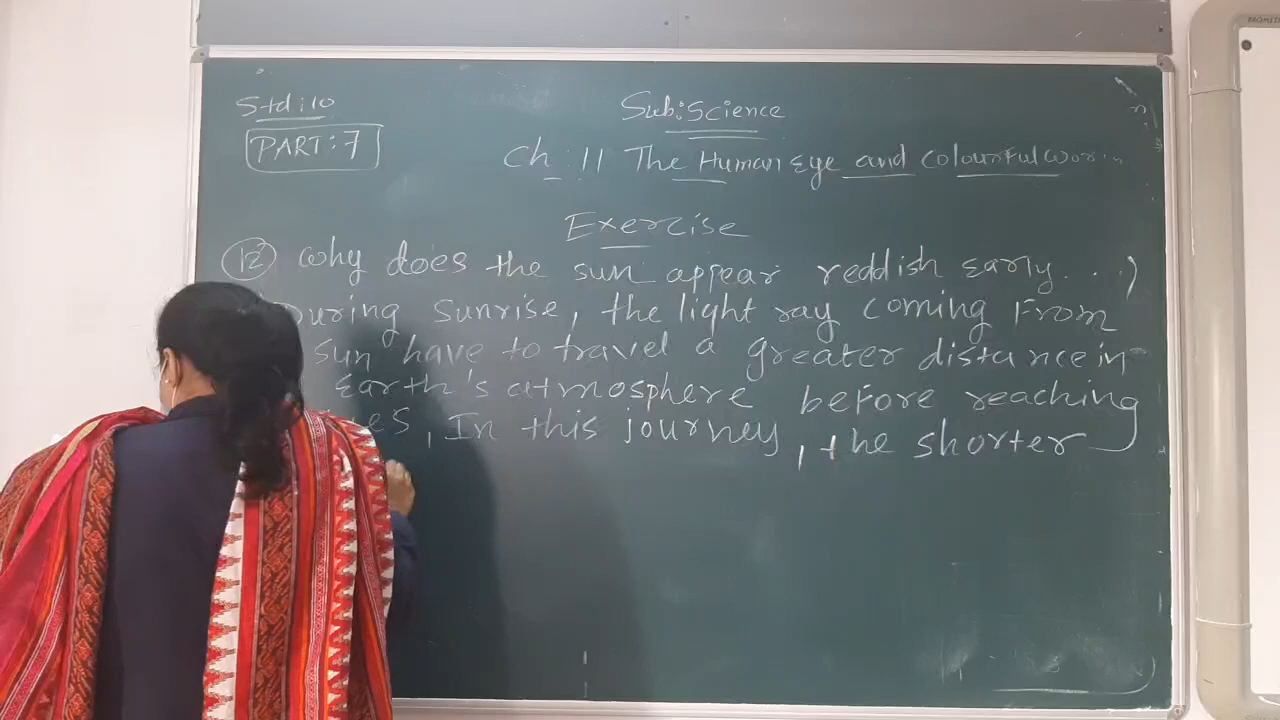 Std:10
Sub:Science
PART:7
Ch:11 The Human Eye and Colourful
Exercise
12 Why does the sun appear reddish early...)
During sunrise, the light ray coming From
sun have to travel a greater distance in
Earth's atmosphere before reaching
es, In this journey, the shorter